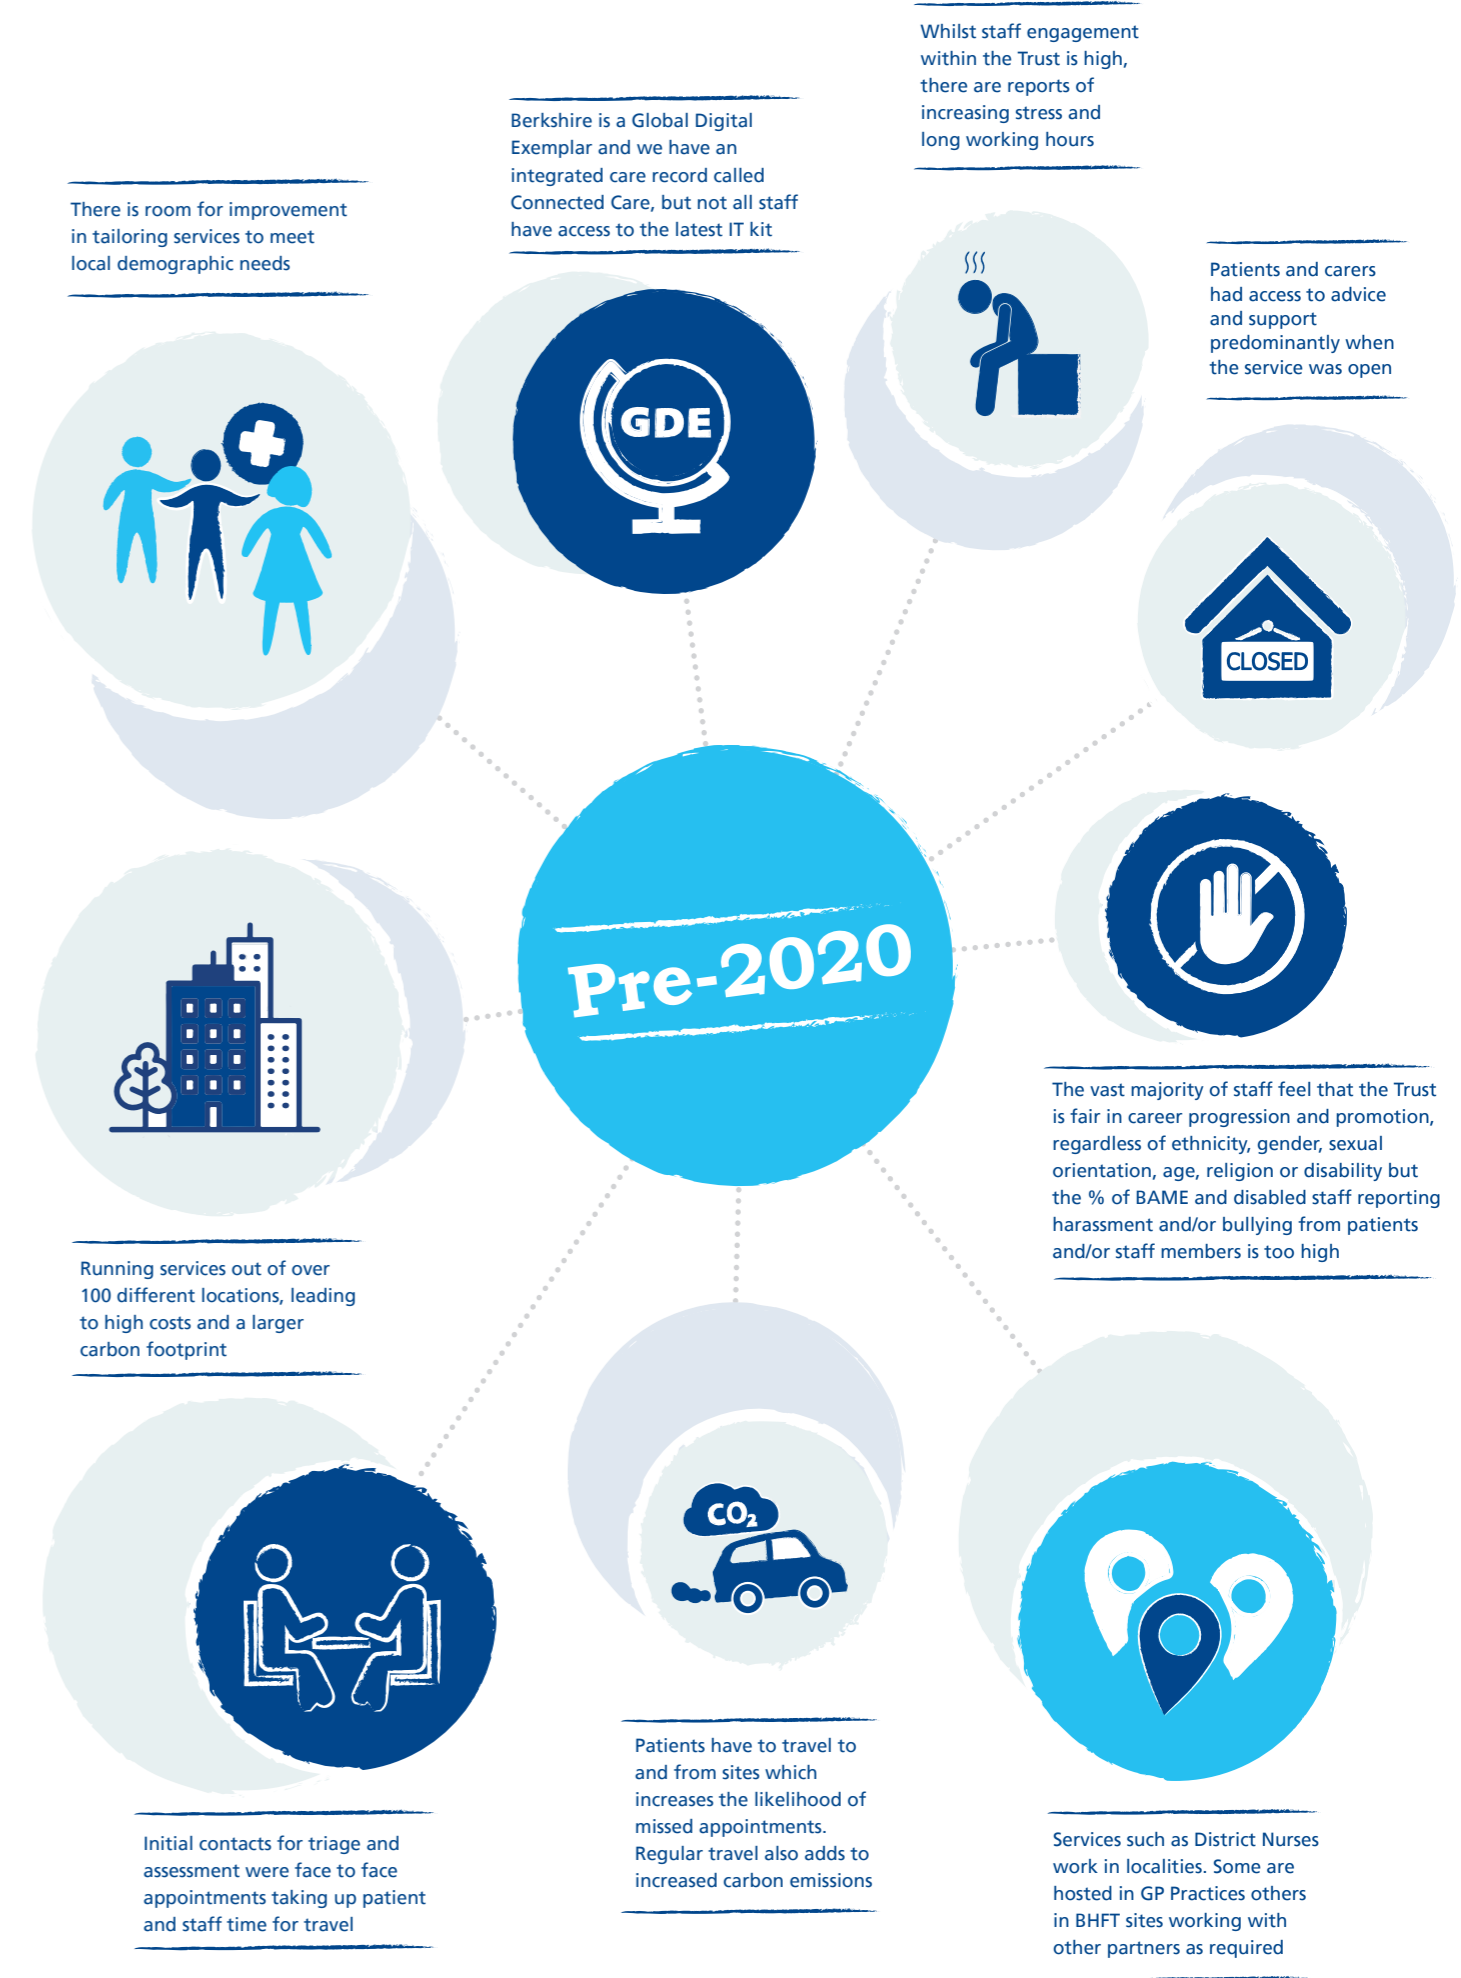 Whilst staff engagement
within the Trust is high,
there are reports of
increasing stress and
long working hours
Berkshire is a Global Digital
Exemplar and we have an
integrated care record called
Connected Care, but not all staff
have access to the latest IT kit
There is room for improvement
in tailoring services to meet
local demographic needs
Patients and carers
had access to advice
and support
predominantly when
the service was open
GDE
CLOSED
Pre-2020
The vast majority of staff feel that the Trust
is fair in career progression and promotion,
regardless of ethnicity, gender, sexual
orientation, age, religion or disability but
the % of BAME and disabled staff reporting
harassment and/or bullying from patients
and/or staff members is too high
Running services out of over
100 different locations, leading
to high costs and a larger
carbon footprint
CO₂
Initial contacts for triage and
assessment were face to face
appointments taking up patient
and staff time for travel
Patients have to travel to
and from sites which
increases the likelihood of
missed appointments.
Regular travel also adds to
increased carbon emissions
Services such as District Nurses
work in localities. Some are
hosted in GP Practices others
in BHFT sites working with
other partners as required